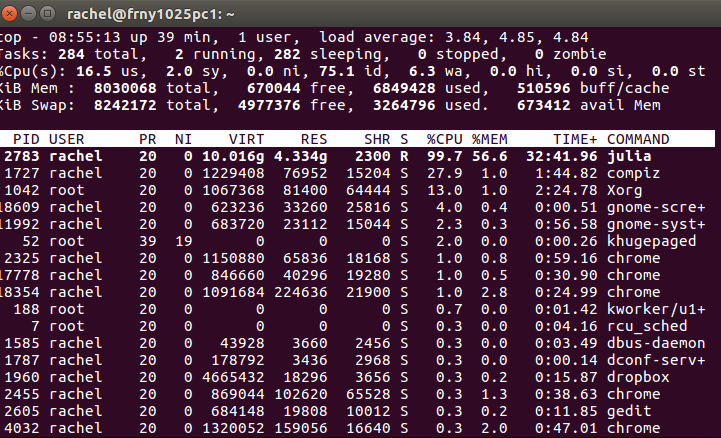 rachel@frny1025pc1: ~
top - 08:55:13 up 39 min,  1 user,  load average: 3.84, 4.85, 4.84
Tasks: 284 total,   2 running, 282 sleeping,   0 stopped,   0 zombie
%Cpu(s): 16.5 us,  2.0 sy,  0.0 ni, 75.1 id,  6.3 wa,  0.0 hi,  0.0 si,  0.0 st
KiB Mem :  8030068 total,   670044 free,  6849428 used,   510596 buff/cache
KiB Swap:  8242172 total,  4977376 free,  3264796 used.   673412 avail Mem
PID USER PR NI VIRT RES SHR S %CPU %MEM TIME+ COMMAND
2783 rachel 20 0 10.016g 4.334g 2300 R 99.7 56.6 32:41.96 julia
1727 rachel 20 0 1229408 76952 15204 S 27.9 1.0 1:44.82 compiz
1042 root 20 0 1067368 81400 64444 S 13.0 1.0 2:24.78 Xorg
18609 rachel 20 0 623236 33260 25816 S 4.0 0.4 0:00.51 gnome-scre+
11992 rachel 20 0 683720 23112 15044 S 2.3 0.3 0:56.58 gnome-syst+
52 root 39 19 0 0 0 S 2.0 0.0 0:00.26 khugepaged
2325 rachel 20 0 1150880 65836 18168 S 1.0 0.8 0:59.16 chrome
17778 rachel 20 0 846660 40296 19280 S 1.0 0.5 0:30.90 chrome
18354 rachel 20 0 1091684 224636 21900 S 1.0 2.8 0:24.99 chrome
188 root 20 0 0 0 0 S 0.7 0.0 0:01.42 kworker/u1+
7 root 20 0 0 0 0 S 0.3 0.0 0:04.16 rcu_sched
1585 rachel 20 0 43928 3660 2456 S 0.3 0.0 0:03.49 dbus-daemon
1787 rachel 20 0 178792 3436 2968 S 0.3 0.0 0:00.14 dconf-serv+
1960 rachel 20 0 4665432 18296 3656 S 0.3 0.2 0:15.87 dropbox
2455 rachel 20 0 869044 102620 65528 S 0.3 1.3 0:38.63 chrome
2605 rachel 20 0 684148 19808 10012 S 0.3 0.2 0:11.85 gedit
4032 rachel 20 0 1320052 159056 16640 S 0.3 2.0 0:47.01 chrome